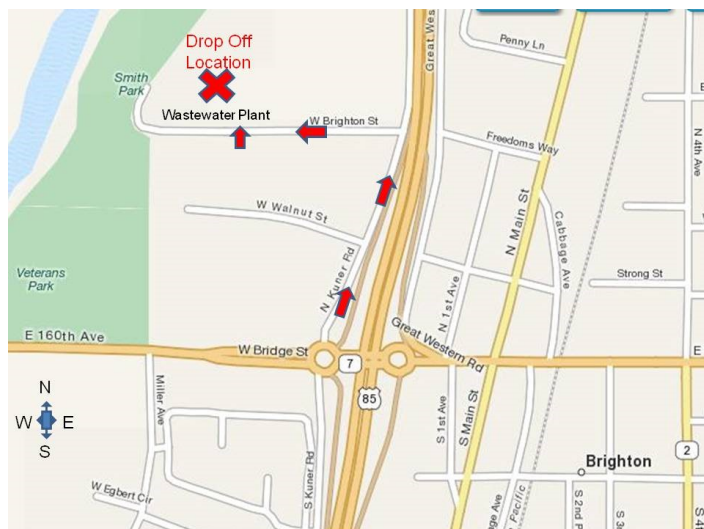 Drop Off
Location
Smith
Park
Wastewater Plant
W Brighton St
Great Wes
Penny Ln
Freedoms Way
N 4th Ave
W Walnut St
N Main St
Cabbage Ave
N Kuner Rd
N 1st Ave
Strong St
Veterans
Park
E 160th Ave
W Bridge St
7
Great Western Rd
E
85
N
W E
S
Miller Ave
S Kuner Rd
S 1st Ave
S Main St
Brighton
2
W Egbert Cir
Pacific
S 2nd P